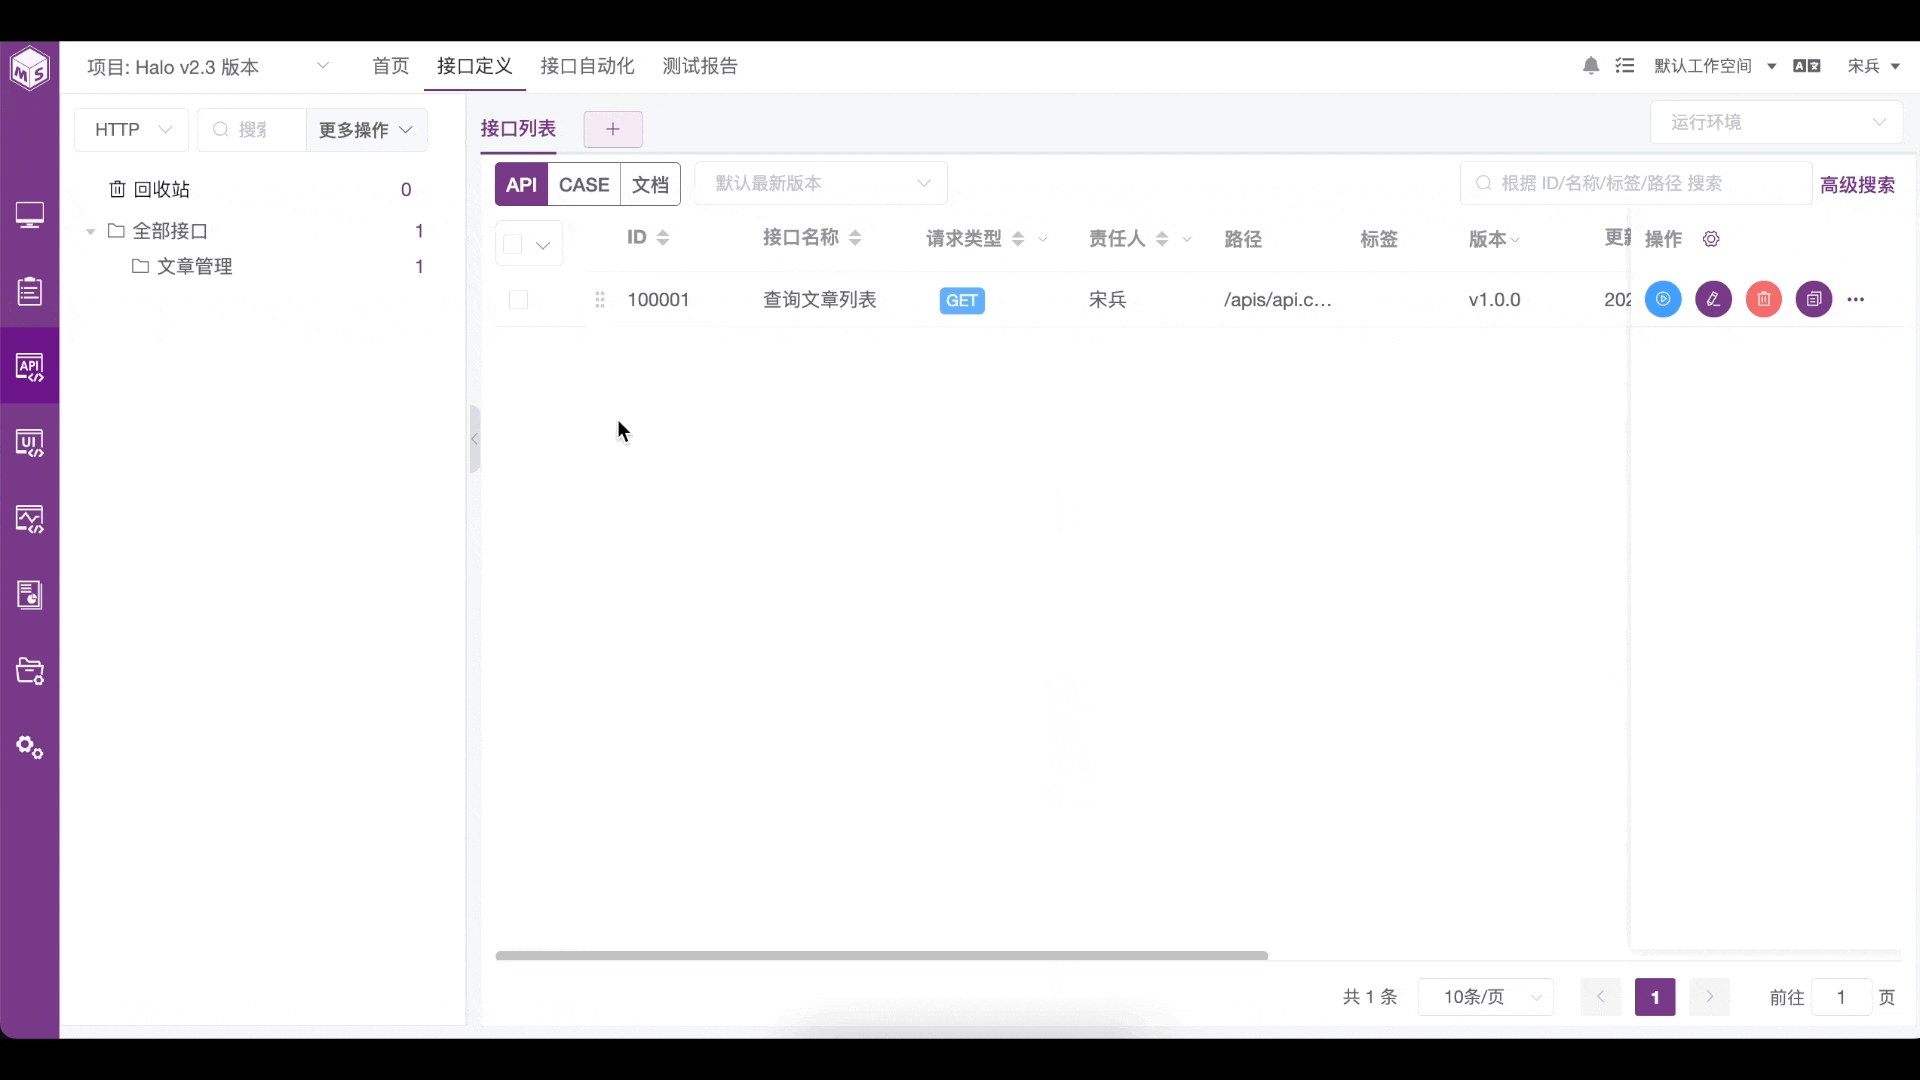 MS
项目: Halo v2.3 版本
首页
接口定义
接口自动化
测试报告
默认工作空间
宋兵
HTTP
更多操作
接口列表
+
运行环境
回收站 0
全部接口 1
文章管理 1
API
CASE
文档
默认最新版本
根据 ID/名称/标签/路径 搜索
高级搜索
ID 接口名称 请求类型 责任人 路径 标签 版本 操作
100001 查询文章列表 GET 宋兵 /apis/api.c... v1.0.0
API
UI
共 1 条
10条/页
1
前往 1 页